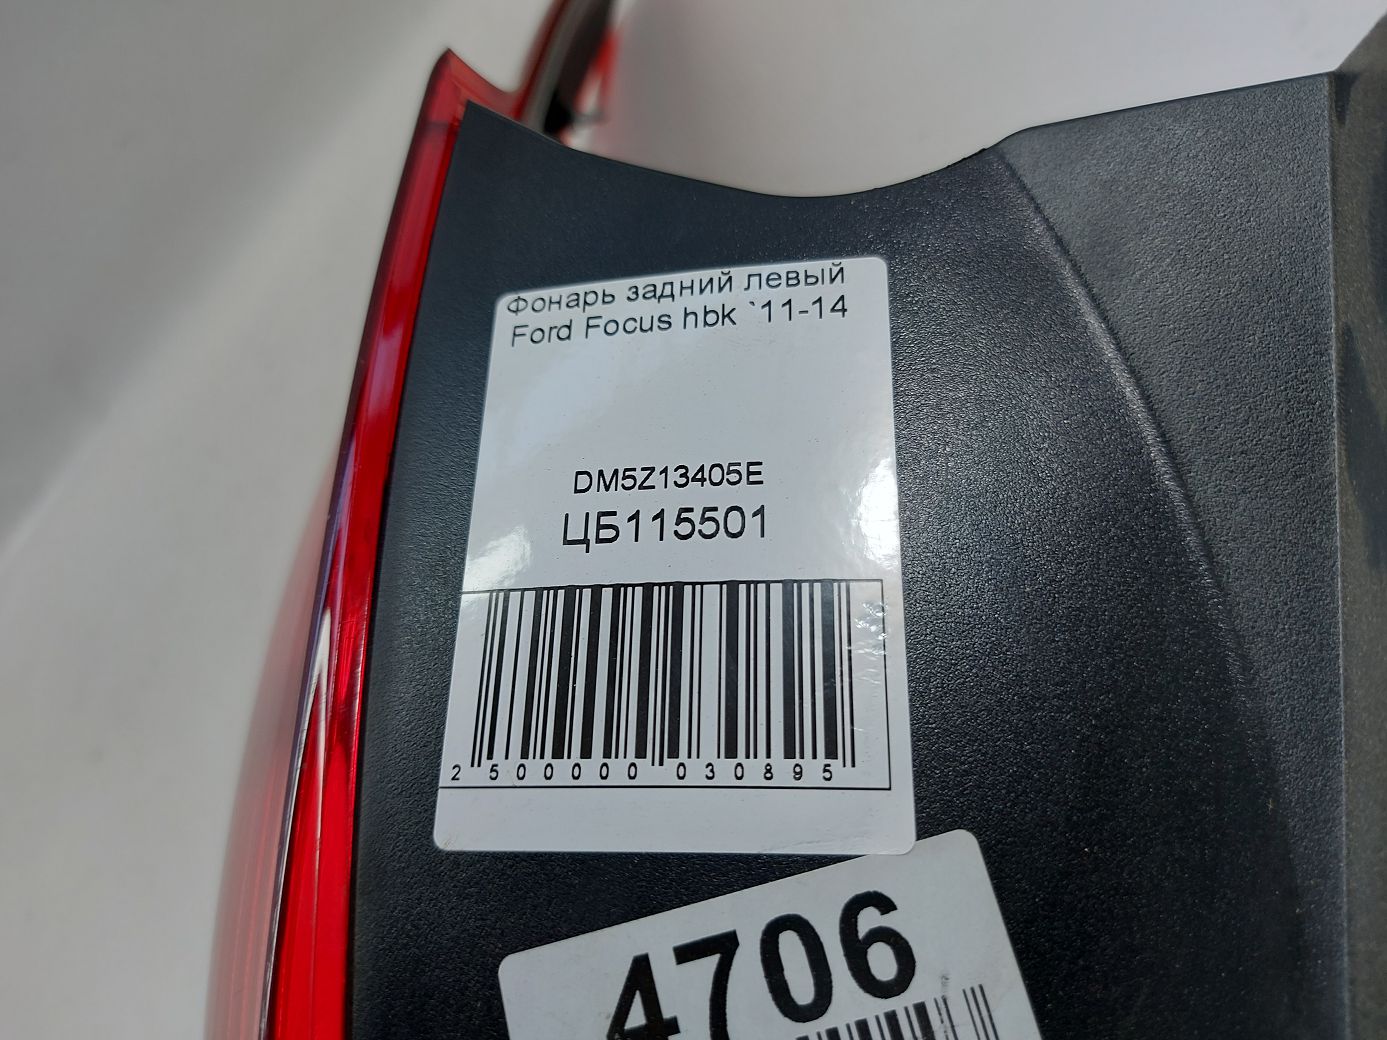 Фонарь задний левый
Ford Focus hbk `11-14
DM5Z13405E
ЦБ115501
2 500000 030895
4706